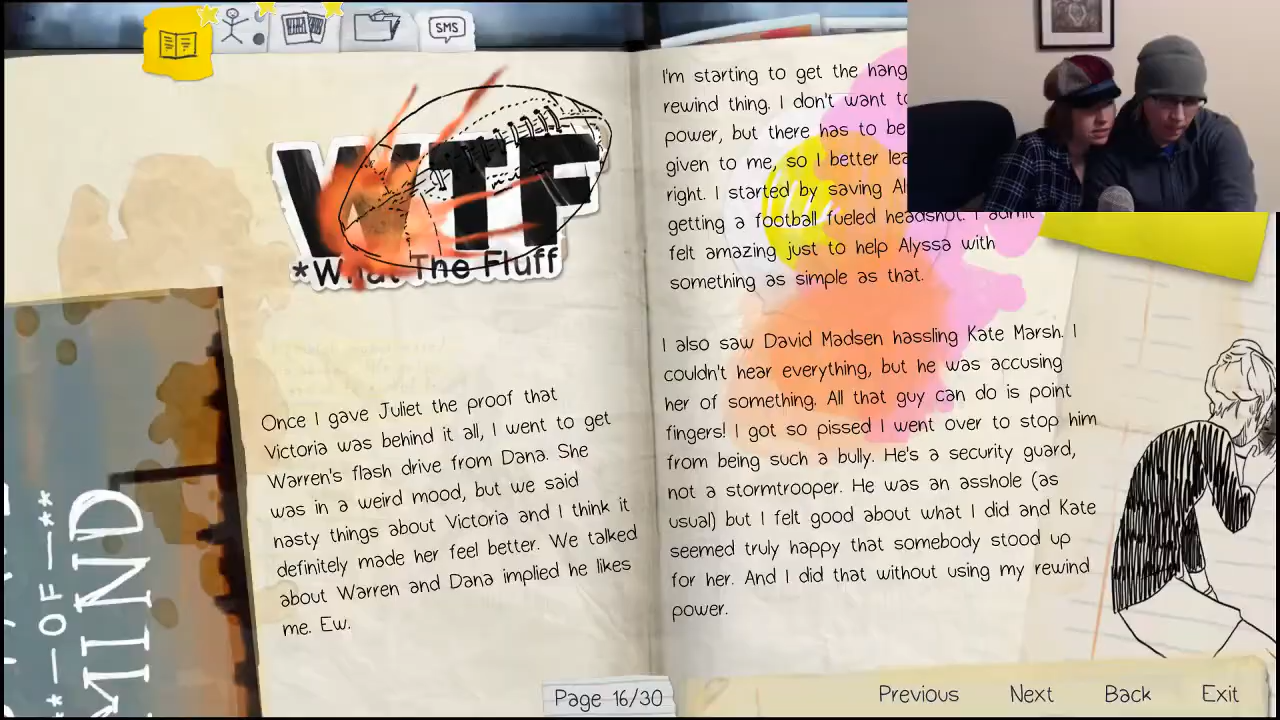 SMS
WTF
*What The Fluff
Once I gave Juliet the proof that
Victoria was behind it all, I went to get
Warren's flash drive from Dana. She
was in a weird mood, but we said
nasty things about Victoria and I think it
definitely made her feel better. We talked
about Warren and Dana implied he likes
me. Ew.
OF
MIND
I'm starting to get the hang
rewind thing. I don't want to
power, but there has to be
given to me, so I better
right. I started by saving
getting a football fueled headshot. I admit
felt amazing just to help Alyssa with
something as simple as that.
I also saw David Madsen hassling Kate Marsh. I
couldn't hear everything, but he was accusing
her of something. All that guy can do is point
fingers! I got so pissed I went over to stop him
from being such a bully. He's a security guard,
not a stormtrooper. He was an asshole (as
usual) but I felt good about what I did and Kate
seemed truly happy that somebody stood up
for her. And I did that without using my rewind
power.
Page 16/30
Previous Next Back Exit